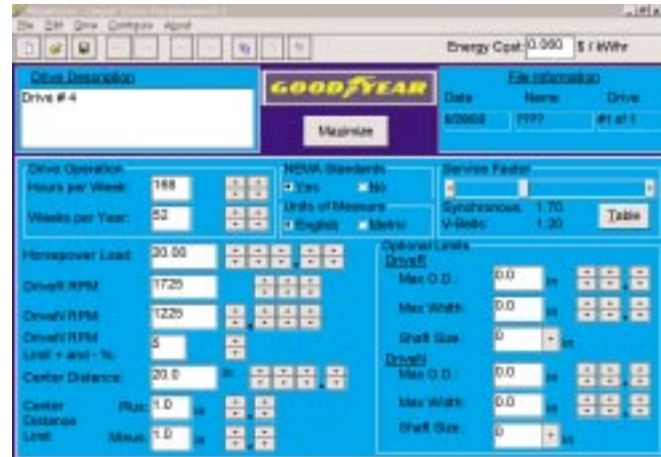 File Edit Drive Configure About
Energy Cost: 0.060 $ / kWhr
Drive Description
Drive # 4
GOODYEAR
Maximize
File Information
Date Name Drive
???? #1 of 1
Drive Operation
Hours per Week: 168
Weeks per Year: 52
NEMA Standards
Yes No
Units of Measure
English Metric
Service Factor
Synchronous: 1.70
V-Belts: 1.20
Table
Horsepower Load: 20.00
DriveR RPM: 1725
DriveN RPM: 1225
DriveN RPM
Limit + and - %: 5
Center Distance: 20.0 in
Center
Distance
Limit:
Plus: 1.0 in
Minus: 1.0 in
Optional Limits
DriveR
Max O.D.: 0.0 in
Max Width: 0.0 in
Shaft Size: 0 in
DriveN
Max O.D.: 0.0 in
Max Width: 0.0 in
Shaft Size: 0 in